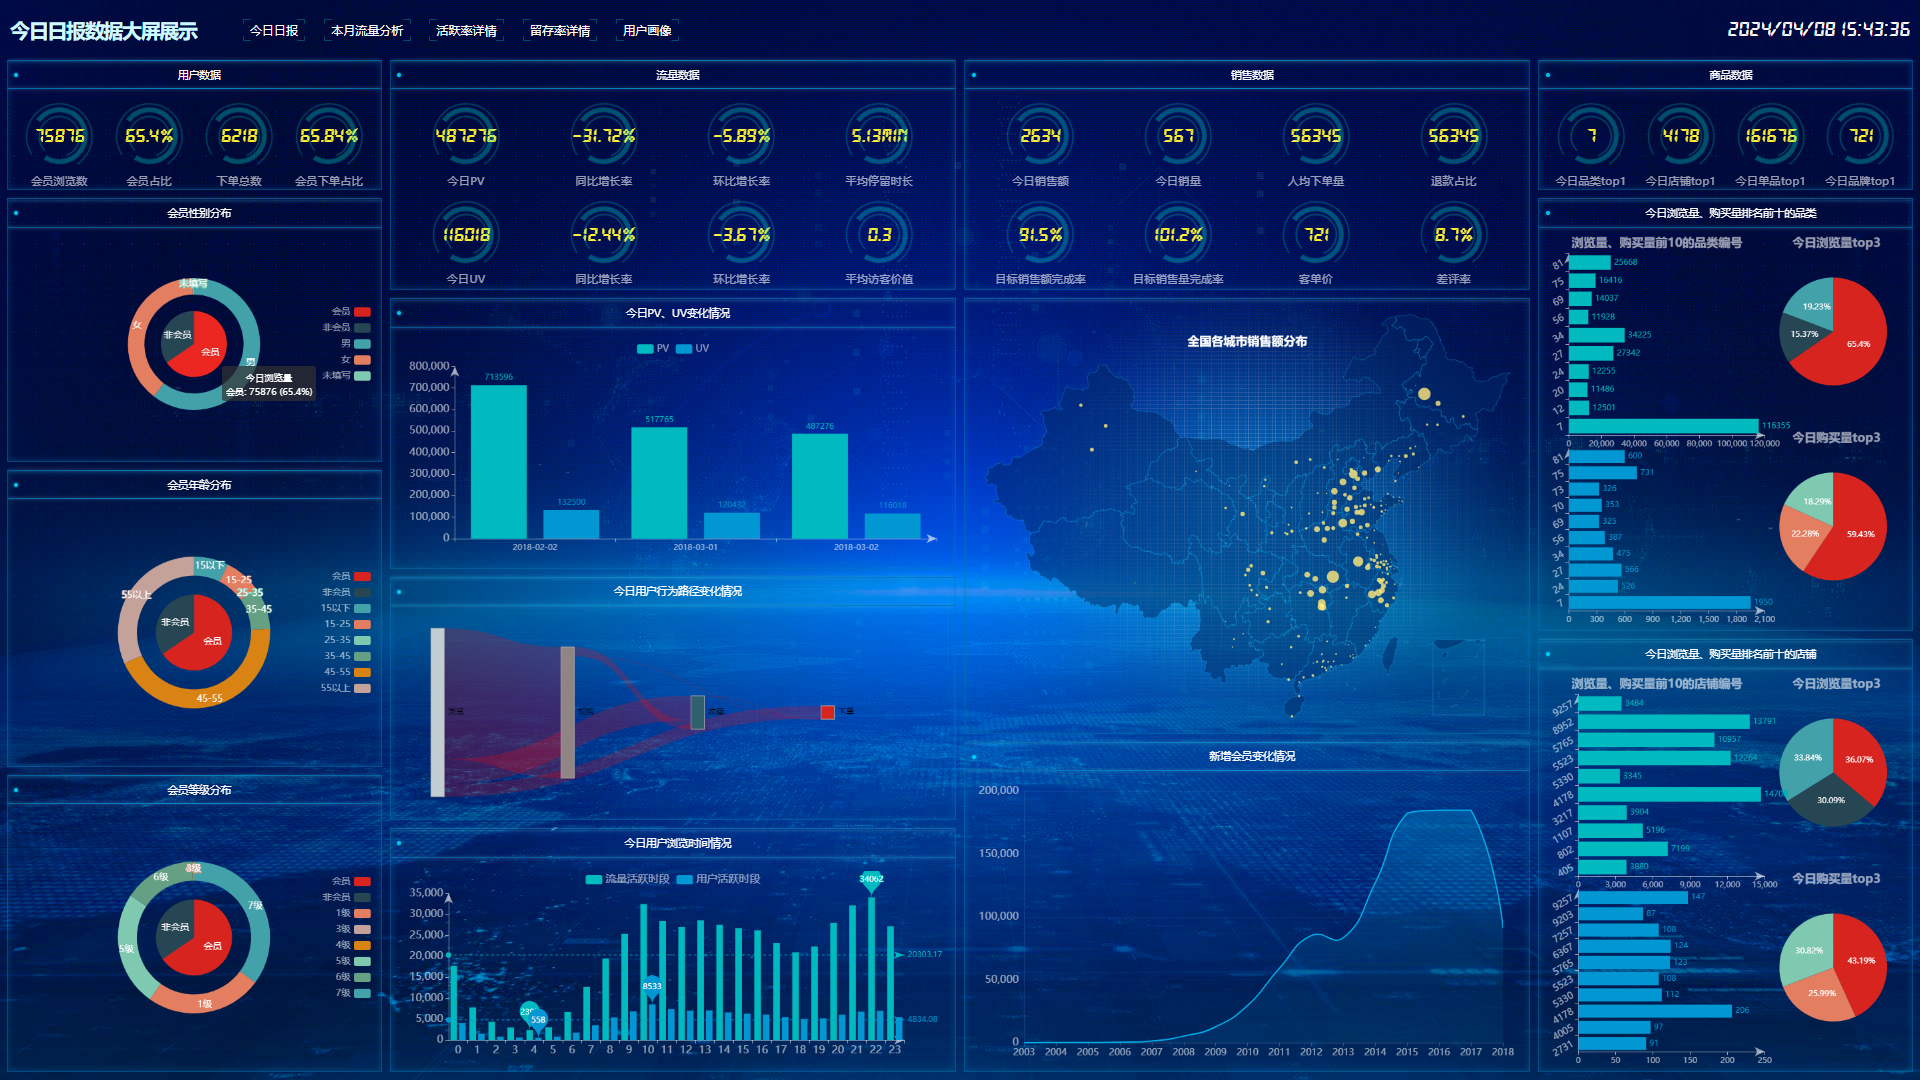 今日日报数据大屏展示
今日日报 本月流量分析 活跃率详情 留存率详情 用户画像
2024/04/08 15:43:36
用户数据
75876 65.4% 6218 65.84%
会员浏览数 会员占比 下单总数 会员下单占比
会员性别分布
未填写
女
非会员
会员
男
今日浏览量
会员: 75876 (65.4%)
会员
非会员
男
女
未填写
会员年龄分布
15以下
15-25
25-35
35-45
45-55
55以上
非会员
会员
会员
非会员
15以下
15-25
25-35
35-45
45-55
55以上
会员等级分布
6级
7级
5级
1级
非会员
会员
会员
非会员
1级
3级
4级
5级
6级
7级
流量数据
487276 -31.72% -5.89% 5.13min
今日PV 同比增长率 环比增长率 平均停留时长
116018 -12.44% -3.67% 0.3
今日UV 同比增长率 环比增长率 平均访客价值
今日PV、UV变化情况
PV UV
800,000
700,000
600,000
500,000
400,000
300,000
200,000
100,000
0
713596 132500
517765 120432
487276 116018
2018-02-02 2018-03-01 2018-03-02
今日用户行为路径变化情况
下单
今日用户浏览时间情况
流量活跃时段 用户活跃时段
35,000
30,000
25,000
20,000
15,000
10,000
5,000
0
34062
8533
558
20303.17
4834.08
0 1 2 3 4 5 6 7 8 9 10 11 12 13 14 15 16 17 18 19 20 21 22 23
销售数据
2634 567 56345 56345
今日销售额 今日销量 人均下单量 退款占比
91.5% 101.2% 721 8.7%
目标销售额完成率 目标销售量完成率 客单价 差评率
全国各城市销售额分布
新增会员变化情况
200,000
150,000
100,000
50,000
0
2003 2004 2005 2006 2007 2008 2009 2010 2011 2012 2013 2014 2015 2016 2017 2018
商品数据
7 4178 161676 721
今日品类top1 今日店铺top1 今日单品top1 今日品牌top1
今日浏览量、购买量排名前十的品类
浏览量、购买量前10的品类编号
81 25668
75 16416
69 14037
56 11928
34 34225
27 27342
24 12255
20 11486
12 12501
7 116355
0 20,000 40,000 60,000 80,000 100,000 120,000
今日浏览量top3
19.23%
15.37%
65.4%
81 600
75 731
73 326
70 353
69 325
56 387
34 475
27 566
24 526
7 1950
0 300 600 900 1,200 1,500 1,800 2,100
今日购买量top3
18.29%
22.28%
59.43%
今日浏览量、购买量排名前十的店铺
浏览量、购买量前10的店铺编号
9257 3484
8952 13791
5765 10957
5523 12264
5330 3345
4178
3217 3904
1107 5196
802 7199
405 3880
0 3,000 6,000 9,000 12,000 15,000
今日浏览量top3
33.84%
36.07%
30.09%
9257 147
9203 87
7257 108
6367 124
5765 123
5523 108
5330 112
4178 206
4005 97
2731 91
0 50 100 150 200 250
今日购买量top3
30.82%
43.19%
25.99%